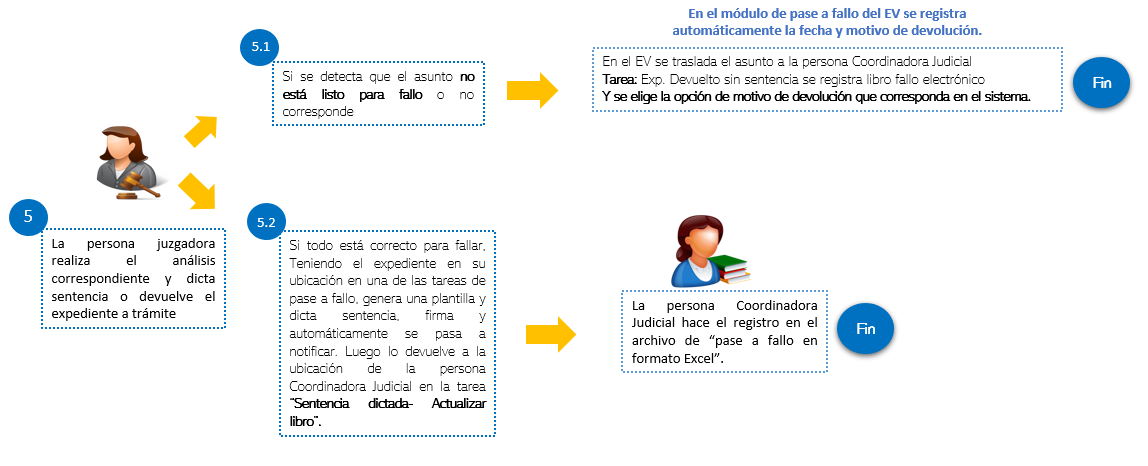 En el módulo de pase a fallo del EV se registra
automáticamente la fecha y motivo de devolución.
5.1
Si se detecta que el asunto no
está listo para fallo o no
corresponde
En el EV se traslada el asunto a la persona Coordinadora Judicial
Tarea: Exp. Devuelto sin sentencia se registra libro fallo electrónico
Y se elige la opción de motivo de devolución que corresponda en el sistema.
Fin
5
La persona juzgadora
realiza el análisis
correspondiente y dicta
sentencia o devuelve el
expediente a trámite
5.2
Si todo está correcto para fallar,
Teniendo el expediente en su
ubicación en una de las tareas de
pase a fallo, genera una plantilla y
dicta sentencia, firma y
automáticamente se pasa a
notificar. Luego lo devuelve a la
ubicación de la persona
Coordinadora Judicial en la tarea
"Sentencia dictada- Actualizar
libro".
La persona Coordinadora
Judicial hace el registro en el
archivo de “pase a fallo en
formato Excel”.
Fin